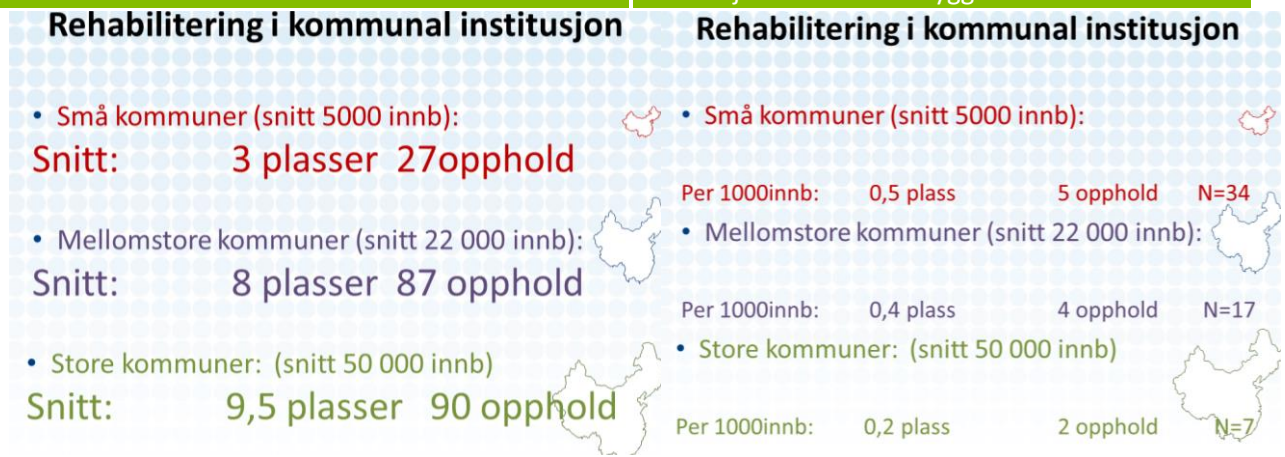 Rehabilitering i kommunal institusjon
• Små kommuner (snitt 5000 innb):
Snitt: 3 plasser 27opphold
• Mellomstore kommuner (snitt 22 000 innb):
Snitt: 8 plasser 87 opphold
• Store kommuner: (snitt 50 000 innb)
Snitt: 9,5 plasser 90 opphold
Rehabilitering i kommunal institusjon
• Små kommuner (snitt 5000 innb):
Per 1000innb: 0,5 plass 5 opphold N=34
• Mellomstore kommuner (snitt 22 000 innb):
Per 1000innb: 0,4 plass 4 opphold N=17
• Store kommuner: (snitt 50 000 innb)
Per 1000innb: 0,2 plass 2 opphold N=7